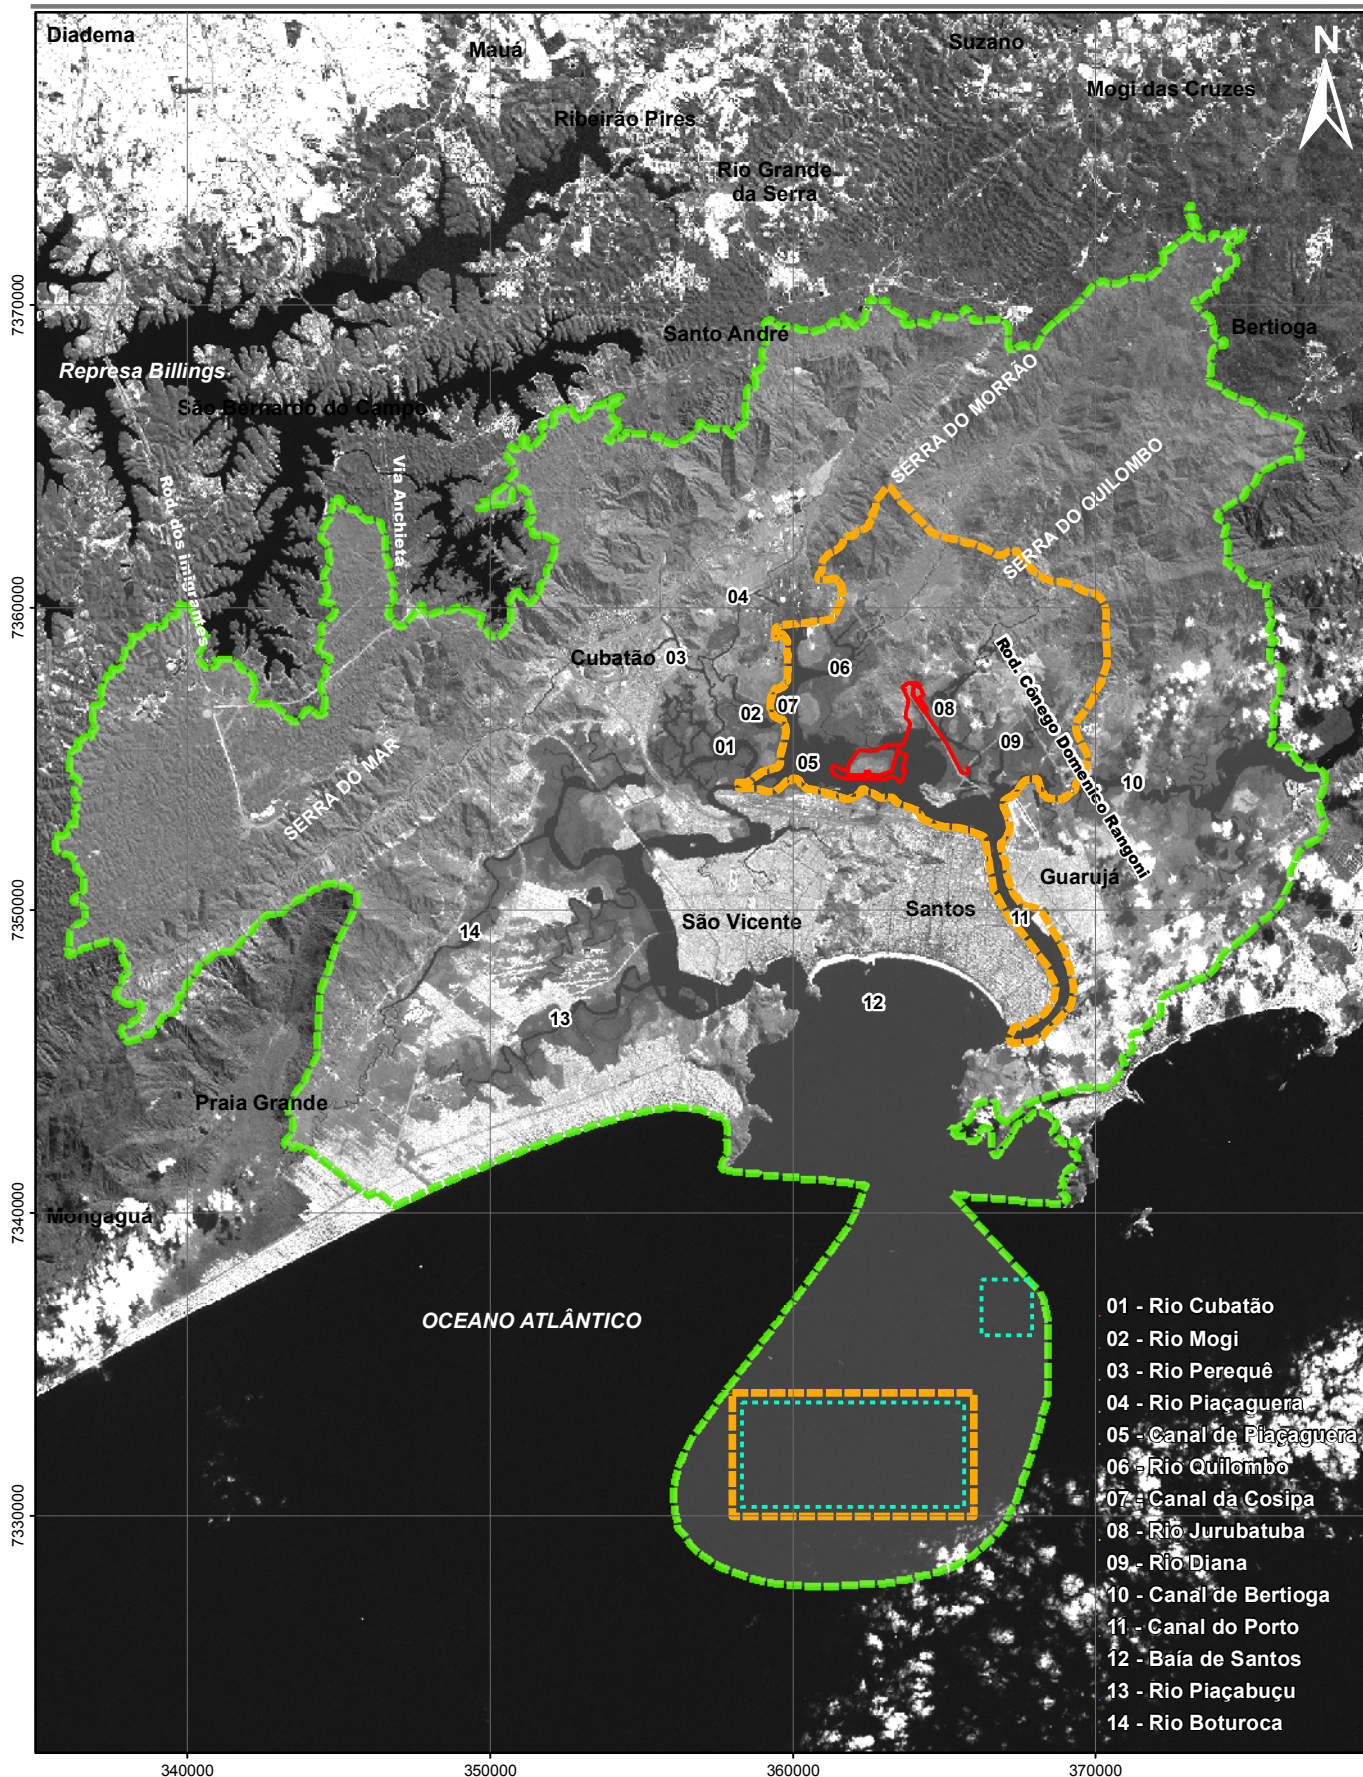 Diadema
Mauá
Suzano
N
Mogi das Cruzes
Ribeirão Pires
Rio Grande
da Serra
7370000
Santo André
Bertioga
Represa Billings
São Bernardo do Campo
SERRA DO MORRÃO
Via Anchieta
Rod. dos Imigrantes
SERRA DO QUILOMBO
7360000
04
Cubatão
03
06
Rod. Cônego Domenico Rangoni
02
07
08
01
09
05
10
SERRA DO MAR
Guarujá
7350000
São Vicente
Santos
11
14
12
13
Praia Grande
7340000
Mongaguá
OCEANO ATLÂNTICO
7330000
01 - Rio Cubatão
02 - Rio Mogi
03 - Rio Perequê
04 - Rio Piaçaguera
05 - Canal de Piaçaguera
06 - Rio Quilombo
07 - Canal da Cosipa
08 - Rio Jurubatuba
09 - Rio Diana
10 - Canal de Bertioga
11 - Canal do Porto
12 - Baía de Santos
13 - Rio Piaçabuçu
14 - Rio Boturoca
340000
350000
360000
370000